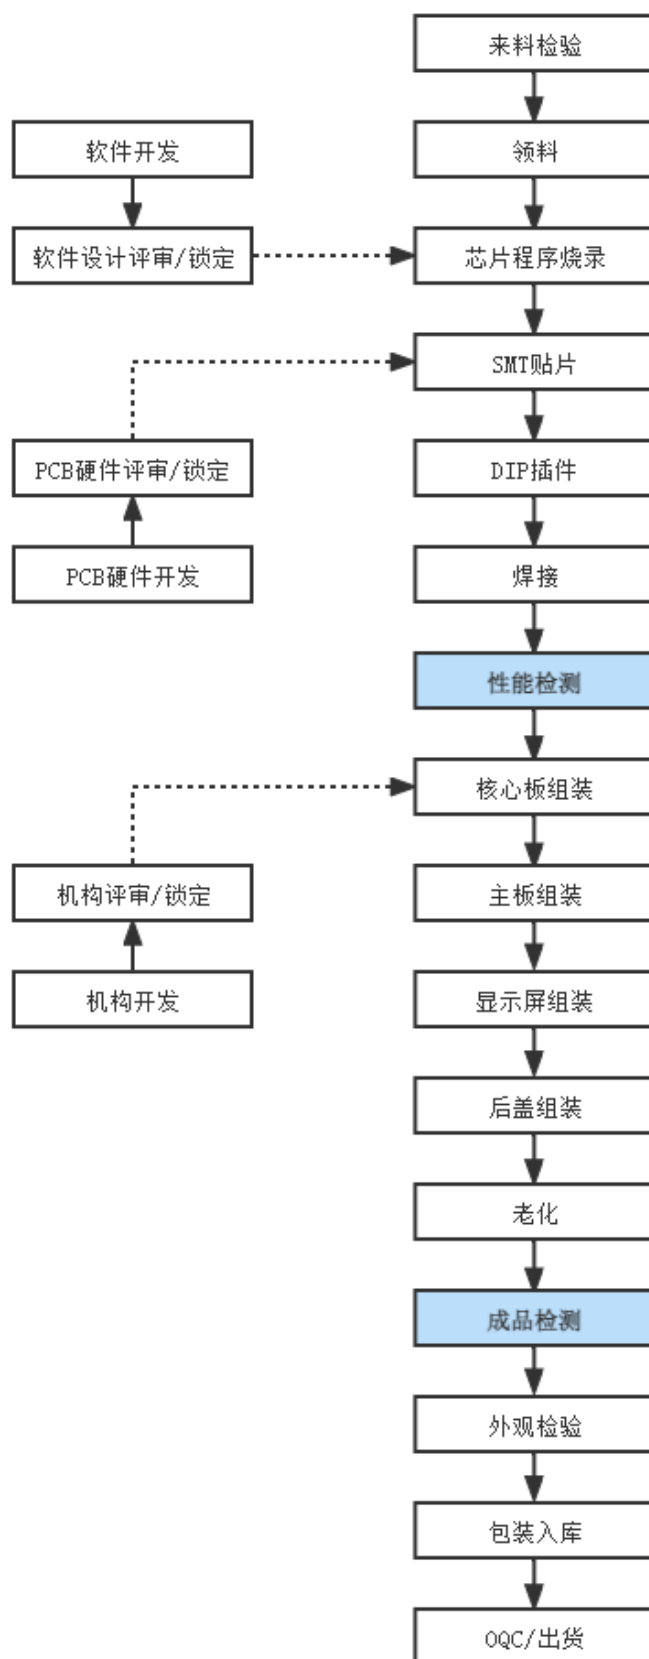 来料检验
软件开发
领料
软件设计评审/锁定
芯片程序烧录
SMT贴片
PCB硬件评审/锁定
DIP插件
PCB硬件开发
焊接
性能检测
核心板组装
机构评审/锁定
主板组装
机构开发
显示屏组装
后盖组装
老化
成品检测
外观检验
包装入库
OQC/出货